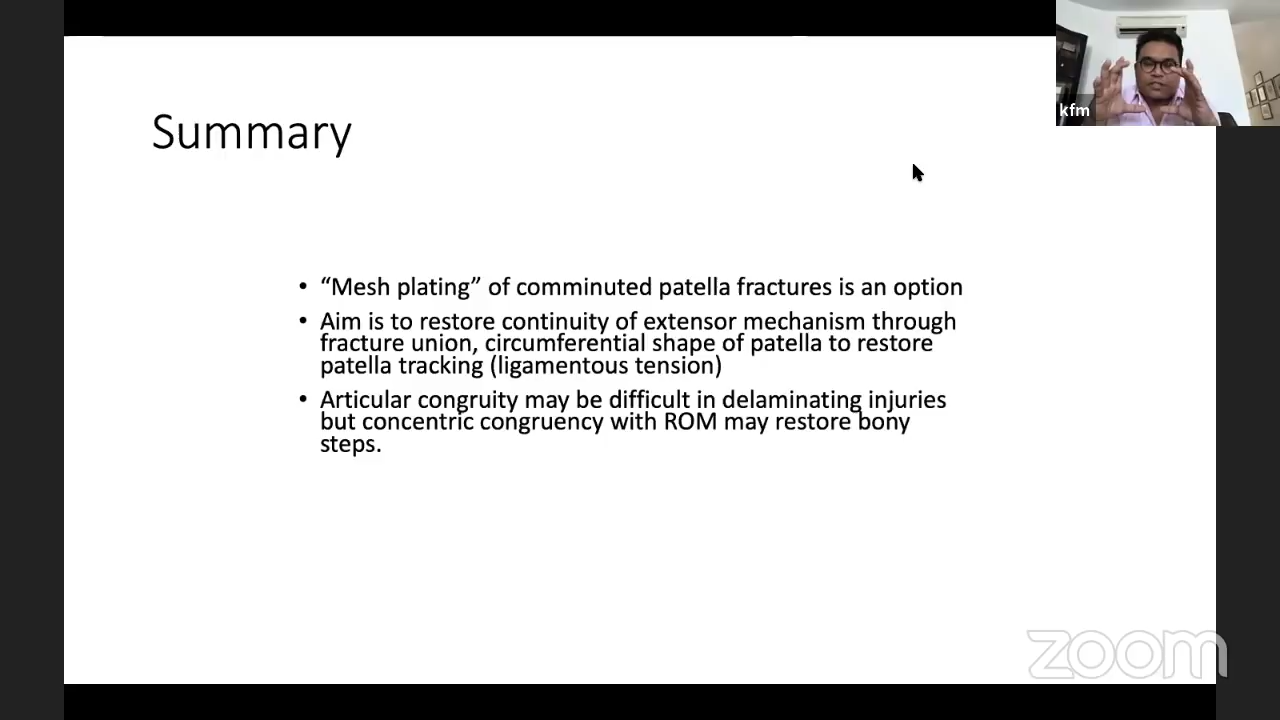 kfm
Summary
• “Mesh plating” of comminuted patella fractures is an option
• Aim is to restore continuity of extensor mechanism through
fracture union, circumferential shape of patella to restore
patella tracking (ligamentous tension)
• Articular congruity may be difficult in delaminating injuries
but concentric congruency with ROM may restore bony
steps.
zoom